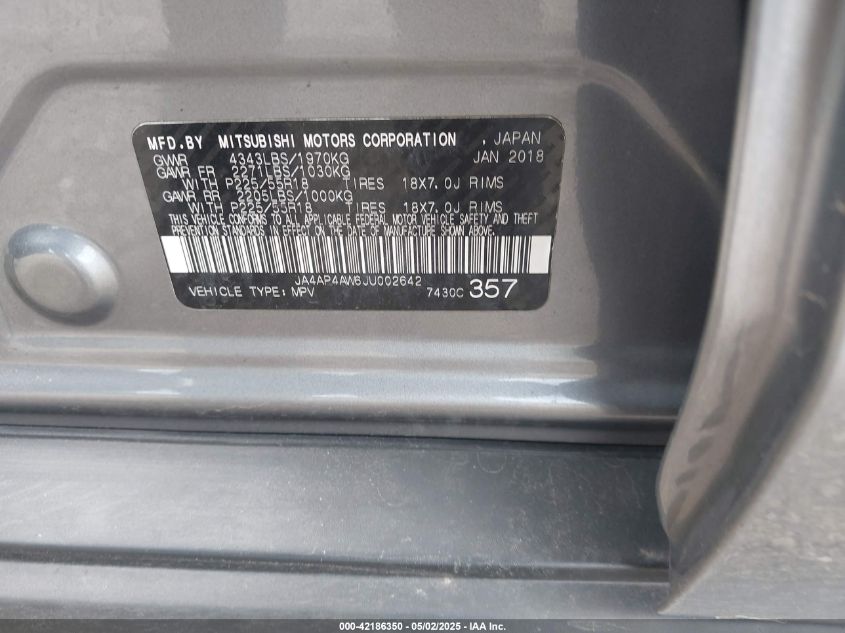 MFD.BY MITSUBISHI MOTORS CORPORATION , JAPAN
GVWR 4343LBS/1970KG JAN 2018
GAWR FR 2271LBS/1030KG
WITH P225/55R18 TIRES 18X7.0J RIMS
GAWR RR 2205LBS/1000KG
WITH P225/55R18 TIRES 18X7.0J RIMS
THIS VEHICLE CONFORMS TO ALL APPLICABLE FEDERAL MOTOR VEHICLE SAFETY AND THEFT
PREVENTION STANDARDS IN EFFECT ON THE DATE OF MANUFACTURE SHOWN ABOVE.
JA4AP4AW6JU002642
VEHICLE TYPE: MPV 7430C 357
000-42186350 - 05/02/2025 - IAA Inc.